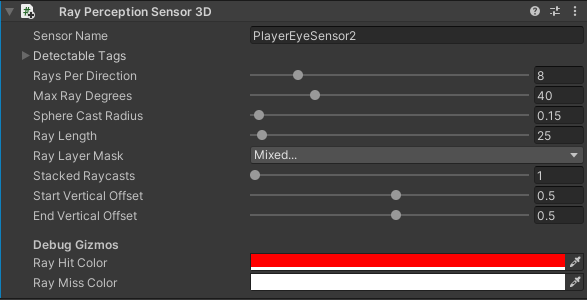 Ray Perception Sensor 3D
Sensor Name PlayerEyeSensor2
Detectable Tags
Rays Per Direction 8
Max Ray Degrees 40
Sphere Cast Radius 0.15
Ray Length 25
Ray Layer Mask Mixed...
Stacked Raycasts 1
Start Vertical Offset 0.5
End Vertical Offset 0.5
Debug Gizmos
Ray Hit Color
Ray Miss Color